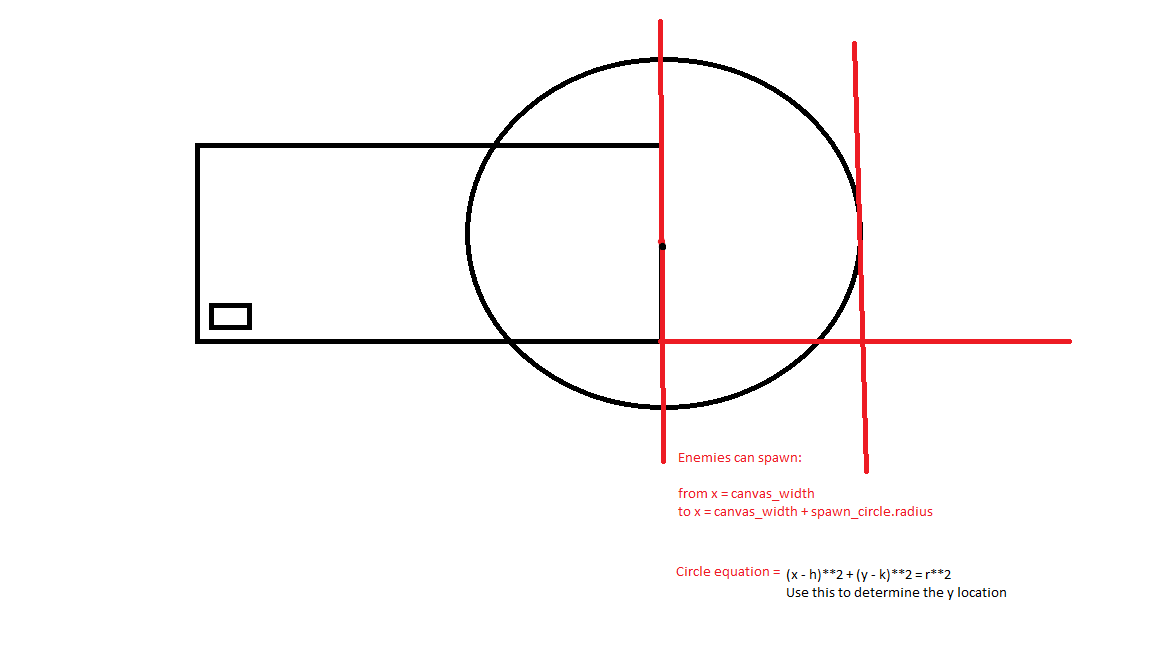 Enemies can spawn:
from x = canvas_width
to x = canvas_width + spawn_circle.radius
Circle equation = (x - h)**2 + (y - k)**2 = r**2
Use this to determine the y location